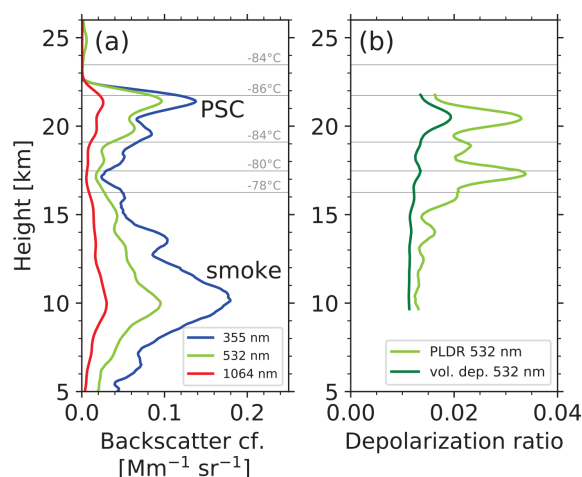 (a)
(b)
25
20
15
10
5
Height [km]
-84°C
-86°C
-84°C
-80°C
-78°C
PSC
smoke
355 nm
532 nm
1064 nm
PLDR 532 nm
vol. dep. 532 nm
0.0 0.1 0.2
0.00 0.02 0.04
Backscatter cf.
[Mm⁻¹ sr⁻¹]
Depolarization ratio